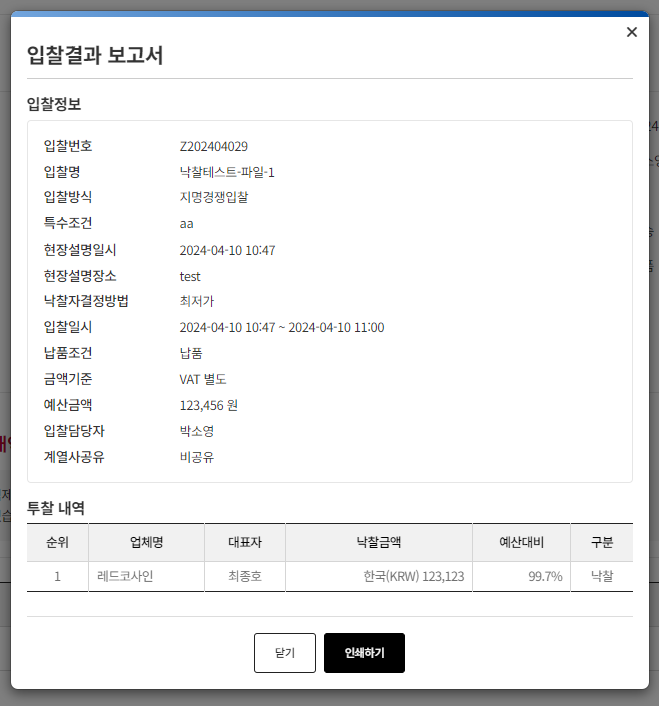 입찰결과 보고서
입찰정보
입찰번호 Z202404029
입찰명 낙찰테스트-파일-1
입찰방식 지명경쟁입찰
특수조건 aa
현장설명일시 2024-04-10 10:47
현장설명장소 test
낙찰자결정방법 최저가
입찰일시 2024-04-10 10:47 ~ 2024-04-10 11:00
납품조건 납품
금액기준 VAT 별도
예산금액 123,456 원
입찰담당자 박소영
계열사공유 비공유
투찰 내역
순위 업체명 대표자 낙찰금액 예산대비 구분
1 레드코사인 최종호 한국(KRW) 123,123 99.7% 낙찰
닫기 인쇄하기